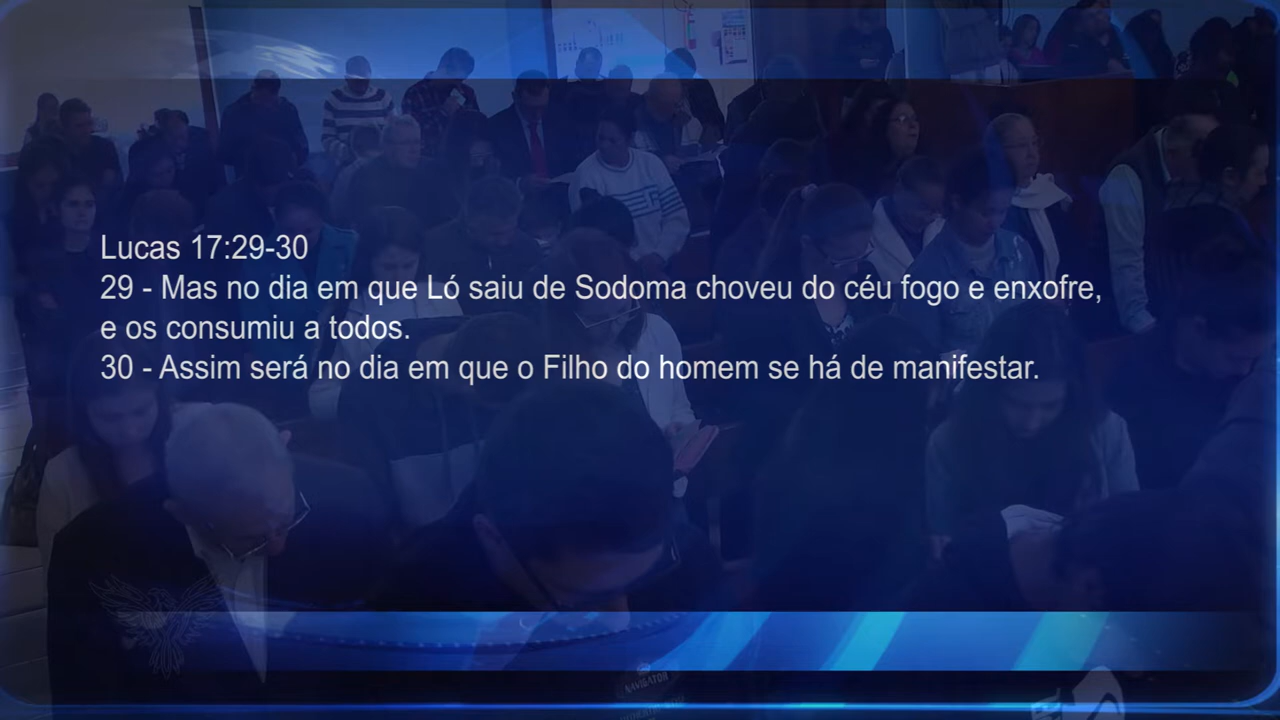 Lucas 17:29-30
29 - Mas no dia em que Ló saiu de Sodoma choveu do céu fogo e enxofre,
e os consumiu a todos.
30 - Assim será no dia em que o Filho do homem se há de manifestar.
NAVIGATOR